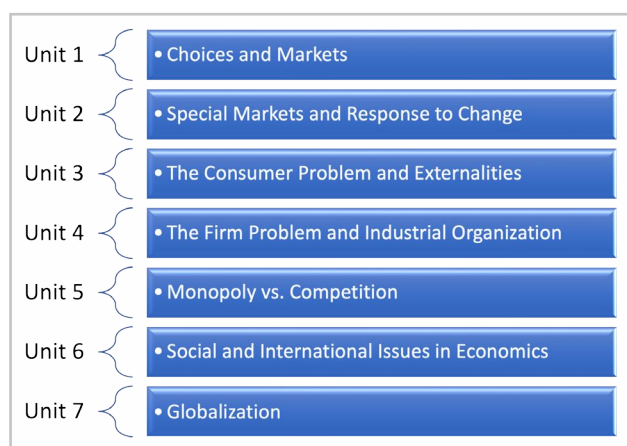 Unit 1 • Choices and Markets
Unit 2 • Special Markets and Response to Change
Unit 3 • The Consumer Problem and Externalities
Unit 4 • The Firm Problem and Industrial Organization
Unit 5 • Monopoly vs. Competition
Unit 6 • Social and International Issues in Economics
Unit 7 • Globalization